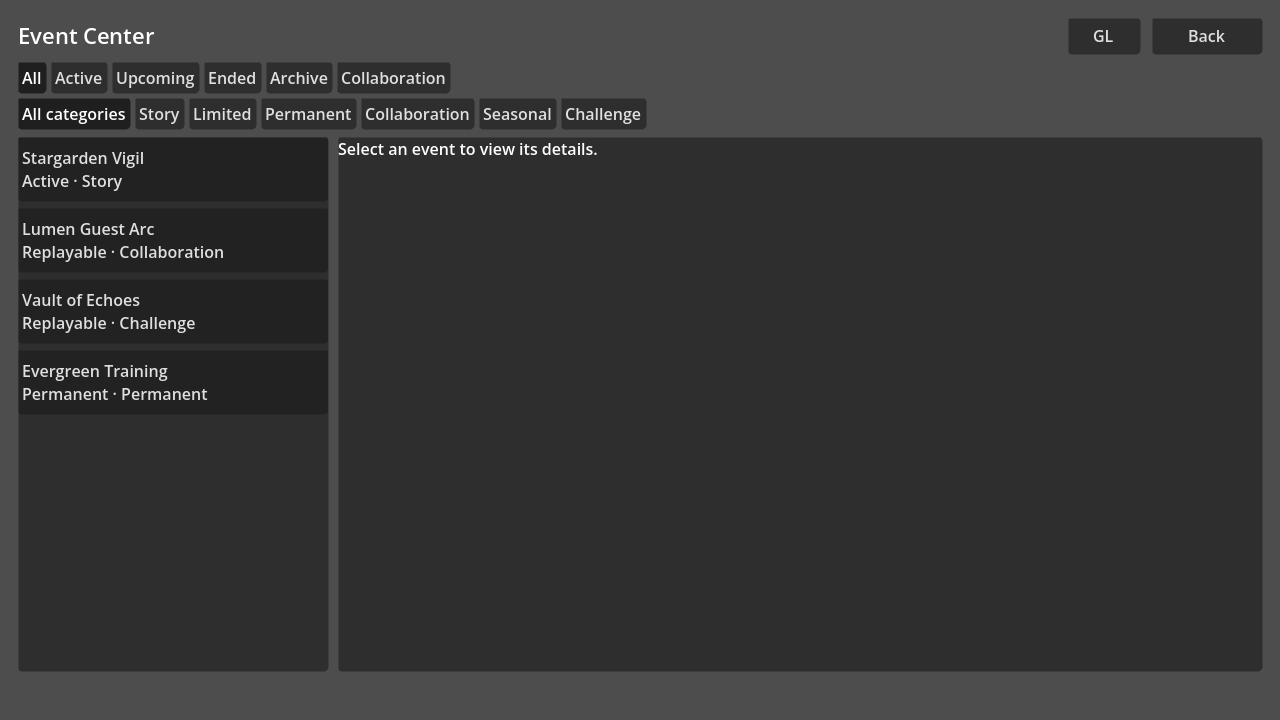 Event Center
GL
Back
All
Active
Upcoming
Ended
Archive
Collaboration
All categories
Story
Limited
Permanent
Collaboration
Seasonal
Challenge
Stargarden Vigil
Active · Story
Lumen Guest Arc
Replayable · Collaboration
Vault of Echoes
Replayable · Challenge
Evergreen Training
Permanent · Permanent
Select an event to view its details.